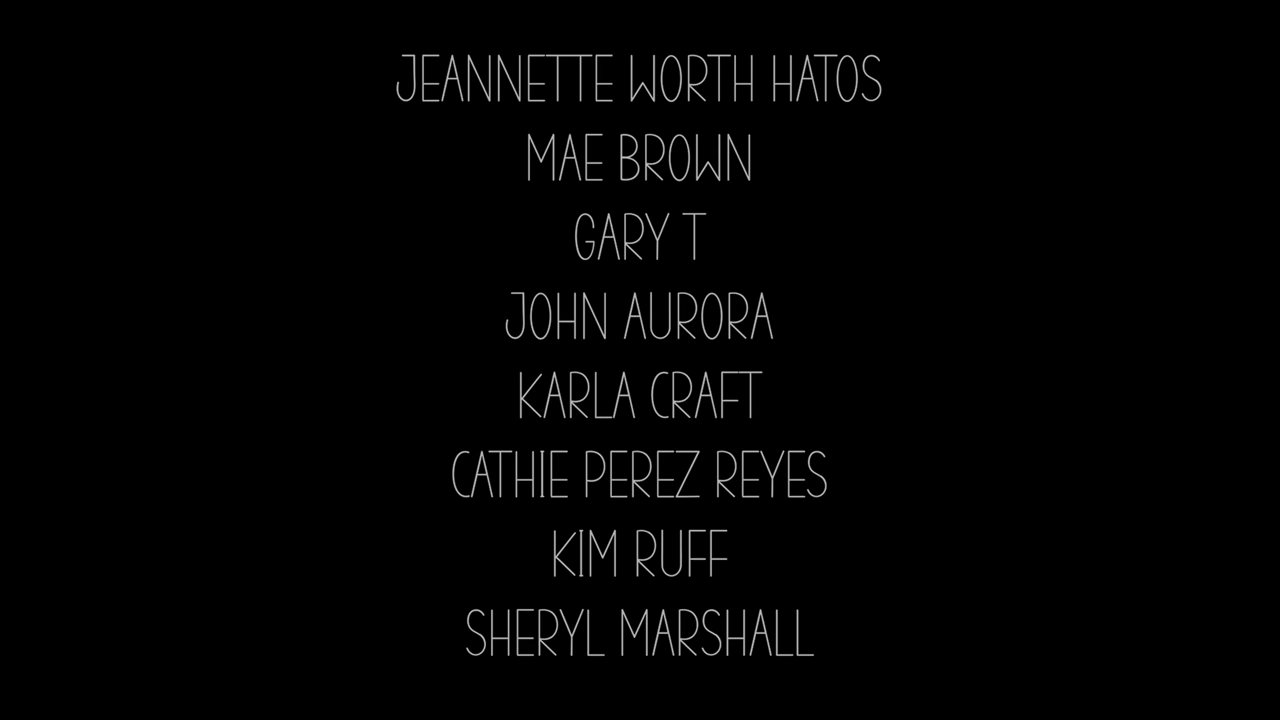 JEANNETTE WORTH HATOS
MAE BROWN
GARY T
JOHN AURORA
KARLA CRAFT
CATHIE PEREZ REYES
KIM RUFF
SHERYL MARSHALL